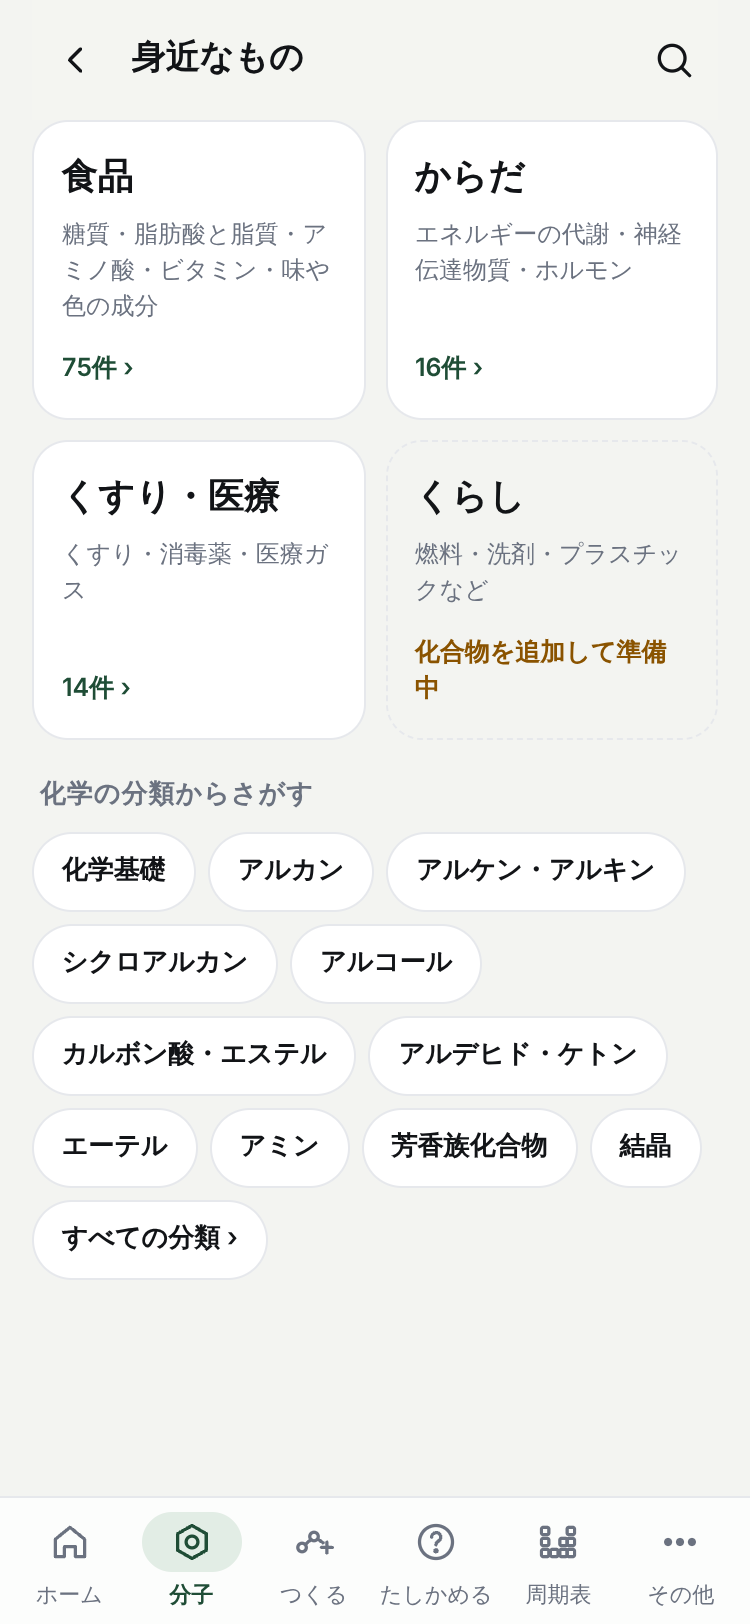 身近なもの
食品
糖質・脂肪酸と脂質・ア
ミノ酸・ビタミン・味や
色の成分
75件 ›
からだ
エネルギーの代謝・神経
伝達物質・ホルモン
16件 ›
くすり・医療
くすり・消毒薬・医療ガ
ス
14件 ›
くらし
燃料・洗剤・プラスチッ
クなど
化合物を追加して準備
中
化学の分類からさがす
化学基礎
アルカン
アルケン・アルキン
シクロアルカン
アルコール
カルボン酸・エステル
アルデヒド・ケトン
エーテル
アミン
芳香族化合物
結晶
すべての分類 ›
ホーム
分子
つくる
たしかめる
周期表
その他